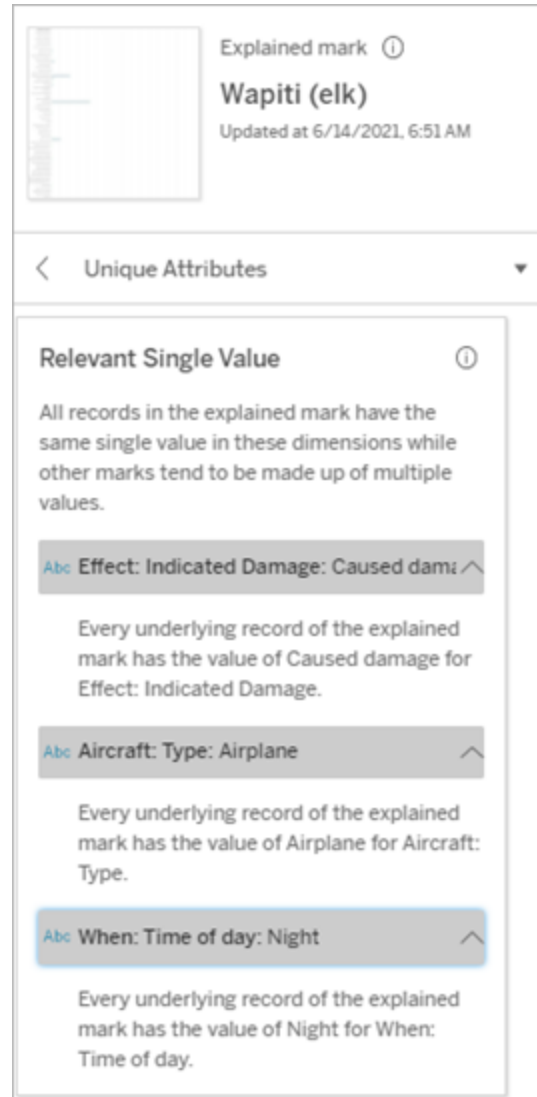 Explained mark
Wapiti (elk)
Updated at 6/14/2021, 6:51 AM
Unique Attributes
Relevant Single Value
All records in the explained mark have the
same single value in these dimensions while
other marks tend to be made up of multiple
values.
Abc Effect: Indicated Damage: Caused dama
Every underlying record of the explained
mark has the value of Caused damage for
Effect: Indicated Damage.
Abc Aircraft: Type: Airplane
Every underlying record of the explained
mark has the value of Airplane for Aircraft:
Type.
Abc When: Time of day: Night
Every underlying record of the explained
mark has the value of Night for When:
Time of day.